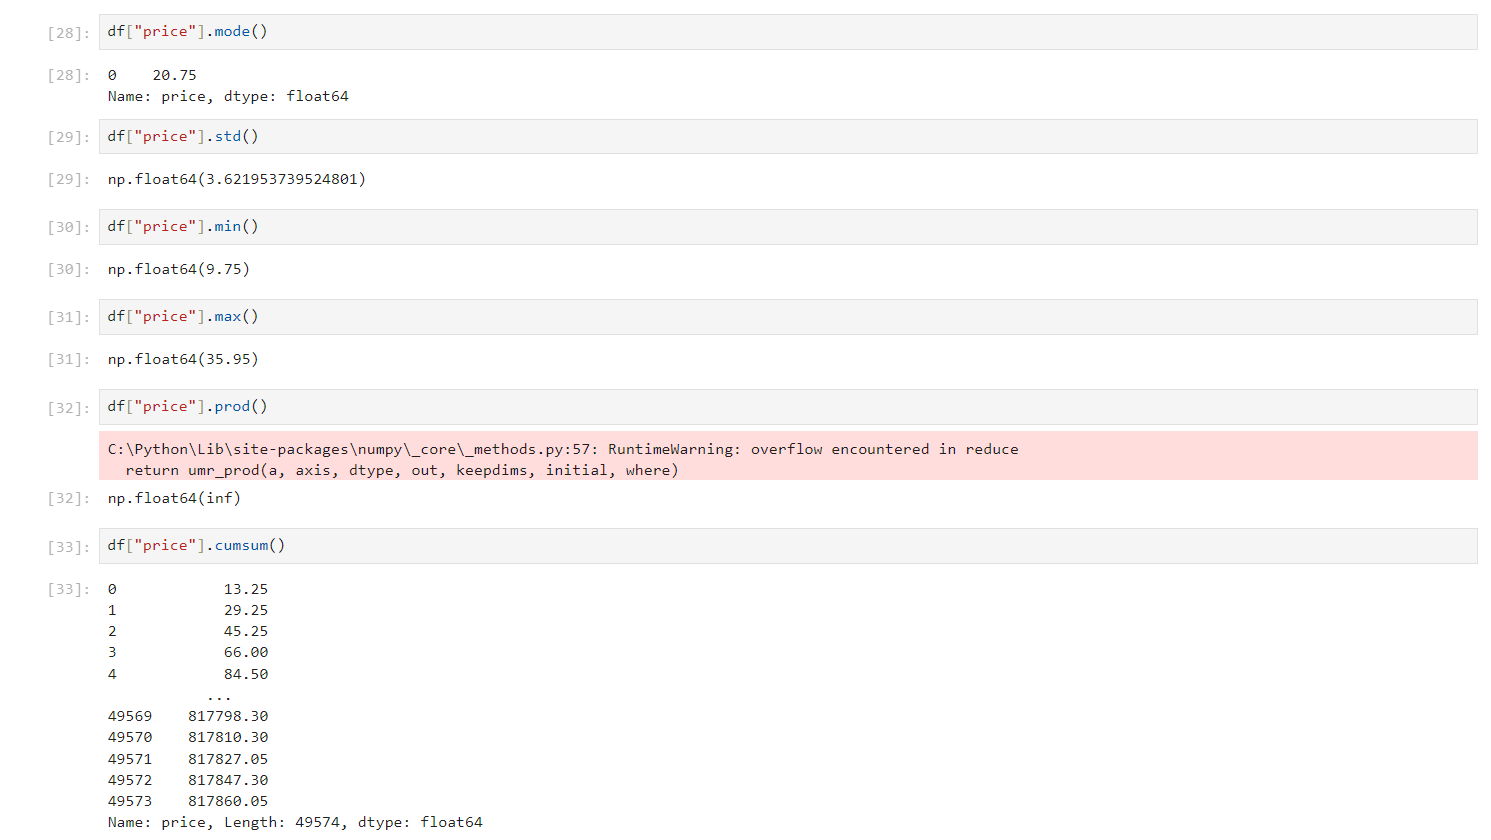 [28]: df["price"].mode()
[28]: 0    20.75
Name: price, dtype: float64
[29]: df["price"].std()
[29]: np.float64(3.621953739524801)
[30]: df["price"].min()
[30]: np.float64(9.75)
[31]: df["price"].max()
[31]: np.float64(35.95)
[32]: df["price"].prod()
C:\Python\Lib\site-packages\numpy\_core\_methods.py:57: RuntimeWarning: overflow encountered in reduce
  return umr_prod(a, axis, dtype, out, keepdims, initial, where)
[32]: np.float64(inf)
[33]: df["price"].cumsum()
[33]: 0            13.25
1            29.25
2            45.25
3            66.00
4            84.50
           ...
49569    817798.30
49570    817810.30
49571    817827.05
49572    817847.30
49573    817860.05
Name: price, Length: 49574, dtype: float64